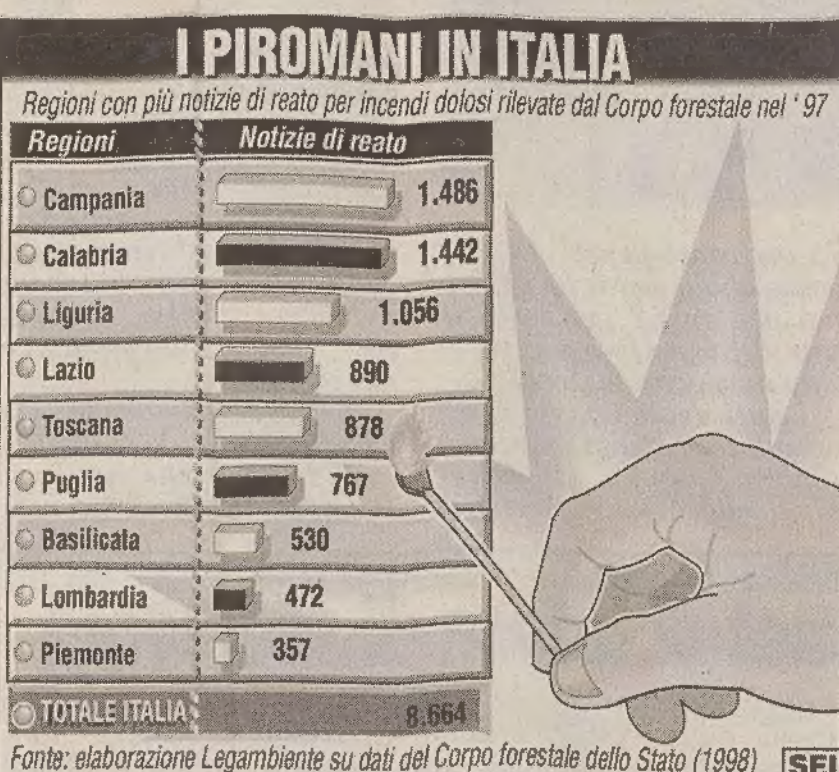 I PIROMANI IN ITALIA
Regioni con più notizie di reato per incendi dolosi rilevate dal Corpo forestale nel '97
Regioni Notizie di reato
Campania 1.486
Calabria 1.442
Liguria 1.056
Lazio 890
Toscana 878
Puglia 767
Basilicata 530
Lombardia 472
Piemonte 357
TOTALE ITALIA 8.664
Fonte: elaborazione Legambiente su dati del Corpo forestale dello Stato (1998)